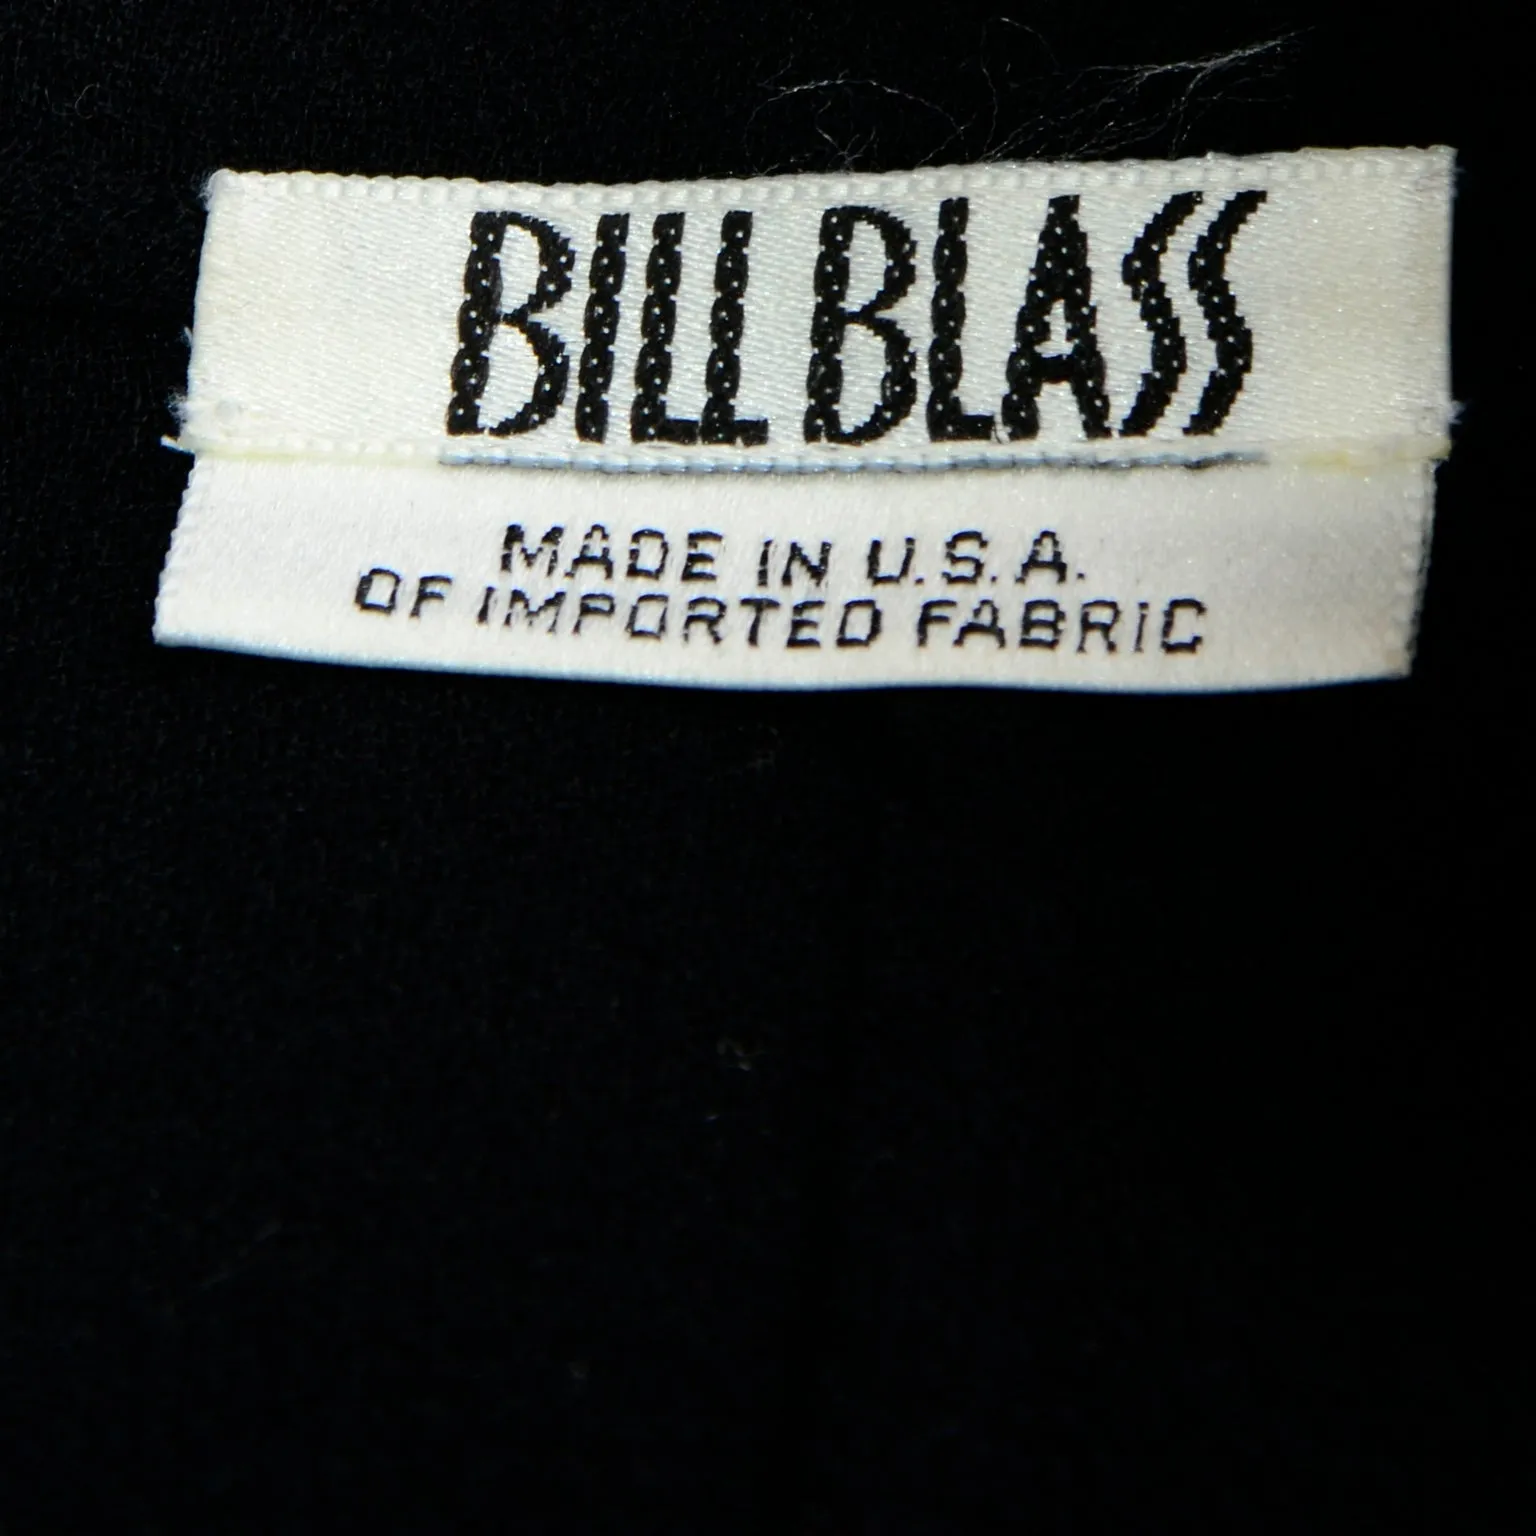 BILL BLASS
MADE IN U.S.A.
OF IMPORTED FABRIC